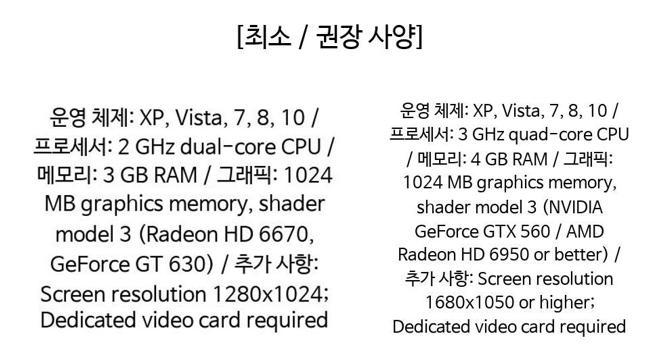 [최소 / 권장 사양]
운영 체제: XP, Vista, 7, 8, 10 /
프로세서: 2 GHz dual-core CPU /
메모리: 3 GB RAM / 그래픽: 1024
MB graphics memory, shader
model 3 (Radeon HD 6670,
GeForce GT 630) / 추가 사항:
Screen resolution 1280x1024;
Dedicated video card required
운영 체제: XP, Vista, 7, 8, 10 /
프로세서: 3 GHz quad-core CPU
/ 메모리: 4 GB RAM / 그래픽:
1024 MB graphics memory,
shader model 3 (NVIDIA
GeForce GTX 560 / AMD
Radeon HD 6950 or better) /
추가 사항: Screen resolution
1680x1050 or higher;
Dedicated video card required